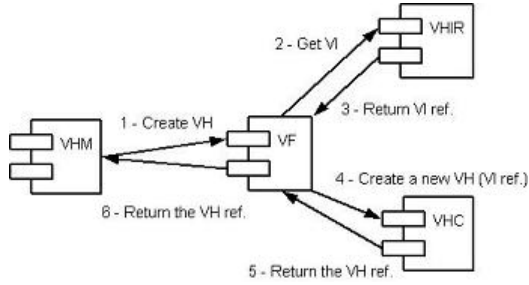 2 - Get VI
VHIR
3 - Return VI ref.
1 - Create VH
VHM
VF
4 - Create a new VH (VI ref.)
6 - Return the VH ref.
VHC
5 - Return the VH ref.